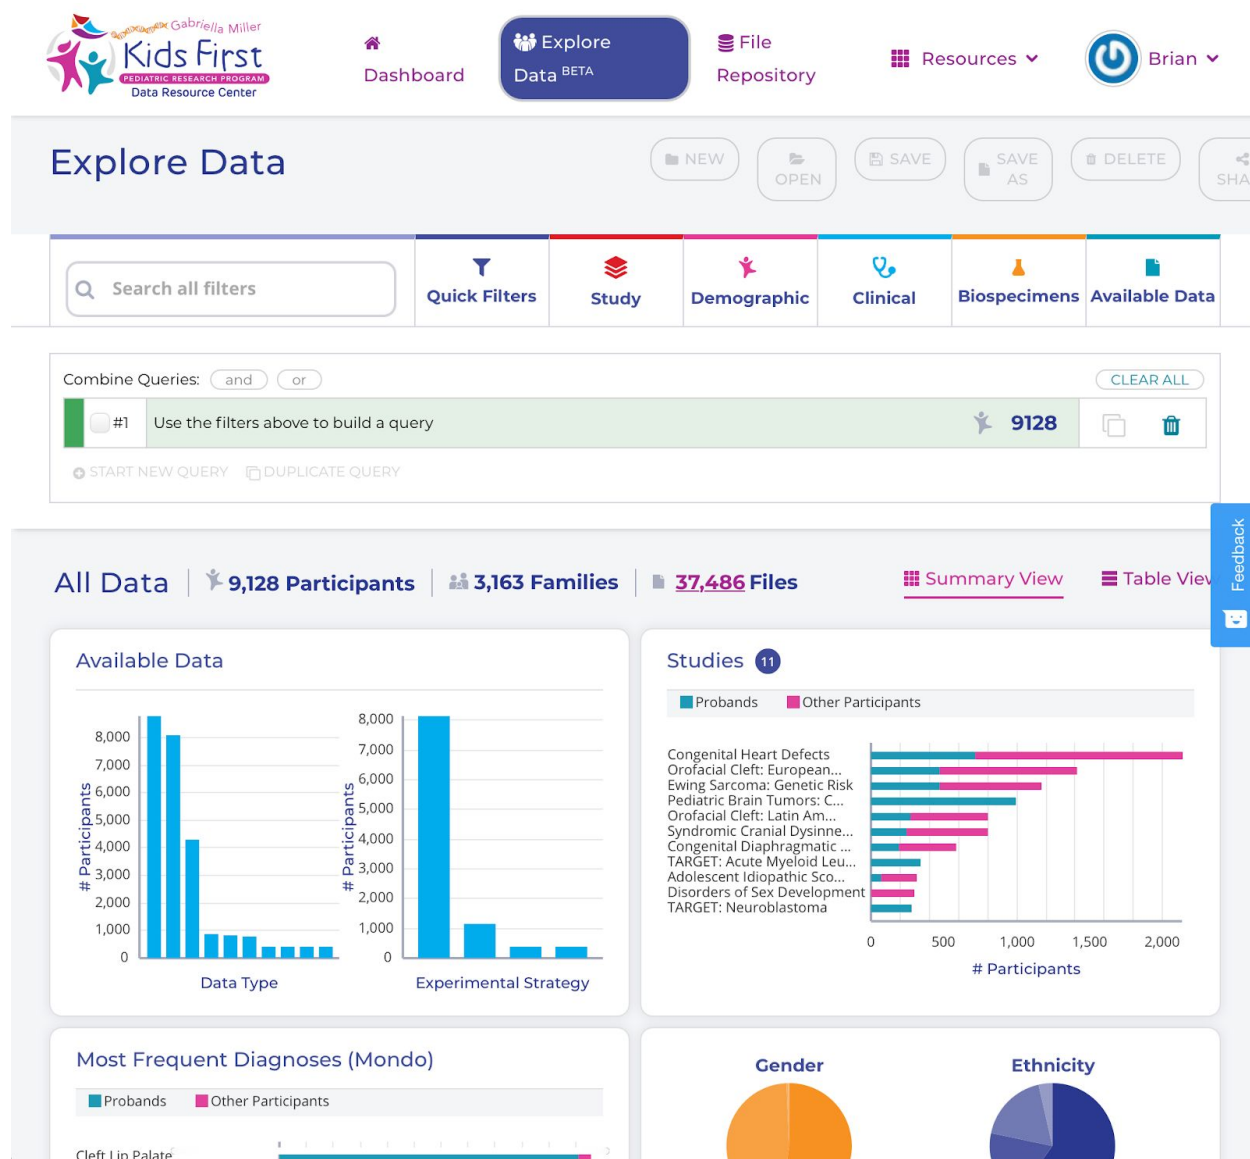 Gabriella Miller
Kids First
PEDIATRIC RESEARCH PROGRAM
Data Resource Center
Dashboard
Explore
Data BETA
File
Repository
Resources
Brian
Explore Data
NEW
OPEN
SAVE
SAVE
AS
DELETE
SHA
Search all filters
Quick Filters
Study
Demographic
Clinical
Biospecimens
Available Data
Combine Queries: and or
CLEAR ALL
#1 Use the filters above to build a query 9128
START NEW QUERY DUPLICATE QUERY
Feedback
All Data 9,128 Participants 3,163 Families 37,486 Files
Summary View Table View
Available Data
# Participants
8,000
7,000
6,000
5,000
4,000
3,000
2,000
1,000
0
Data Type
# Participants
8,000
7,000
6,000
5,000
4,000
3,000
2,000
1,000
0
Experimental Strategy
Studies 11
Probands Other Participants
Congenital Heart Defects
Orofacial Cleft: European...
Ewing Sarcoma: Genetic Risk
Pediatric Brain Tumors: C...
Orofacial Cleft: Latin Am...
Syndromic Cranial Dysinne...
Congenital Diaphragmatic ...
TARGET: Acute Myeloid Leu...
Adolescent Idiopathic Sco...
Disorders of Sex Development
TARGET: Neuroblastoma
0 500 1,000 1,500 2,000
# Participants
Most Frequent Diagnoses (Mondo)
Probands Other Participants
Cleft Lip Palate
Gender
Ethnicity